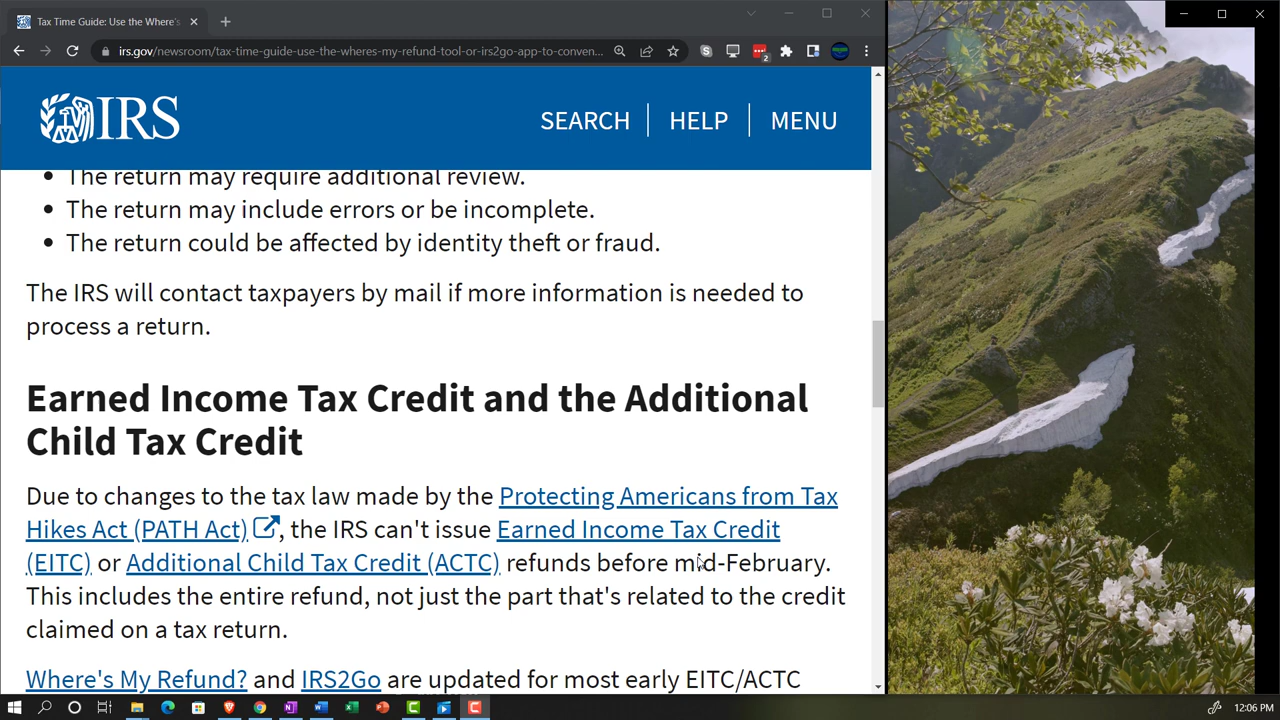 Tax Time Guide: Use the Where's
irs.gov/newsroom/tax-time-guide-use-the-wheres-my-refund-tool-or-irs2go-app-to-conven...
2
IRS
SEARCH
HELP
MENU
The return may require additional review.
The return may include errors or be incomplete.
The return could be affected by identity theft or fraud.
The IRS will contact taxpayers by mail if more information is needed to
process a return.
Earned Income Tax Credit and the Additional
Child Tax Credit
Due to changes to the tax law made by the Protecting Americans from Tax
Hikes Act (PATH Act), the IRS can't issue Earned Income Tax Credit
(EITC) or Additional Child Tax Credit (ACTC) refunds before mid-February.
This includes the entire refund, not just the part that's related to the credit
claimed on a tax return.
Where's My Refund? and IRS2Go are updated for most early EITC/ACTC
12:06 PM